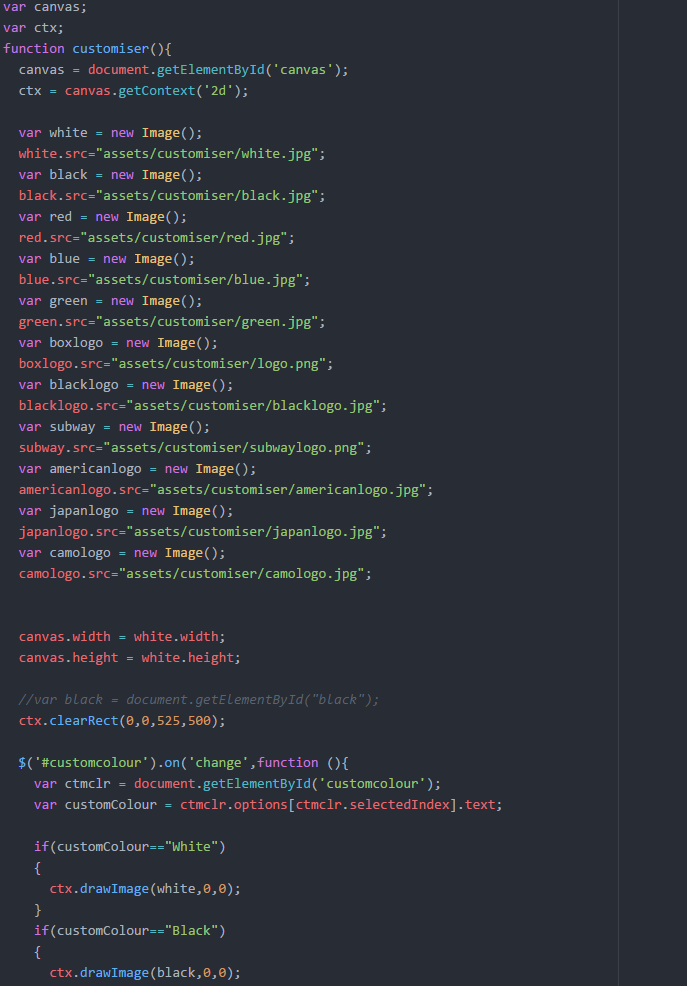 var canvas;
var ctx;
function customiser(){
  canvas = document.getElementById('canvas');
  ctx = canvas.getContext('2d');

  var white = new Image();
  white.src="assets/customiser/white.jpg";
  var black = new Image();
  black.src="assets/customiser/black.jpg";
  var red = new Image();
  red.src="assets/customiser/red.jpg";
  var blue = new Image();
  blue.src="assets/customiser/blue.jpg";
  var green = new Image();
  green.src="assets/customiser/green.jpg";
  var boxlogo = new Image();
  boxlogo.src="assets/customiser/logo.png";
  var blacklogo = new Image();
  blacklogo.src="assets/customiser/blacklogo.jpg";
  var subway = new Image();
  subway.src="assets/customiser/subwaylogo.png";
  var americanlogo = new Image();
  americanlogo.src="assets/customiser/americanlogo.jpg";
  var japanlogo = new Image();
  japanlogo.src="assets/customiser/japanlogo.jpg";
  var camologo = new Image();
  camologo.src="assets/customiser/camologo.jpg";

  canvas.width = white.width;
  canvas.height = white.height;

  //var black = document.getElementById("black");
  ctx.clearRect(0,0,525,500);

  $('#customcolour').on('change',function (){
    var ctmclr = document.getElementById('customcolour');
    var customColour = ctmclr.options[ctmclr.selectedIndex].text;

    if(customColour=="White")
    {
      ctx.drawImage(white,0,0);
    }
    if(customColour=="Black")
    {
      ctx.drawImage(black,0,0);